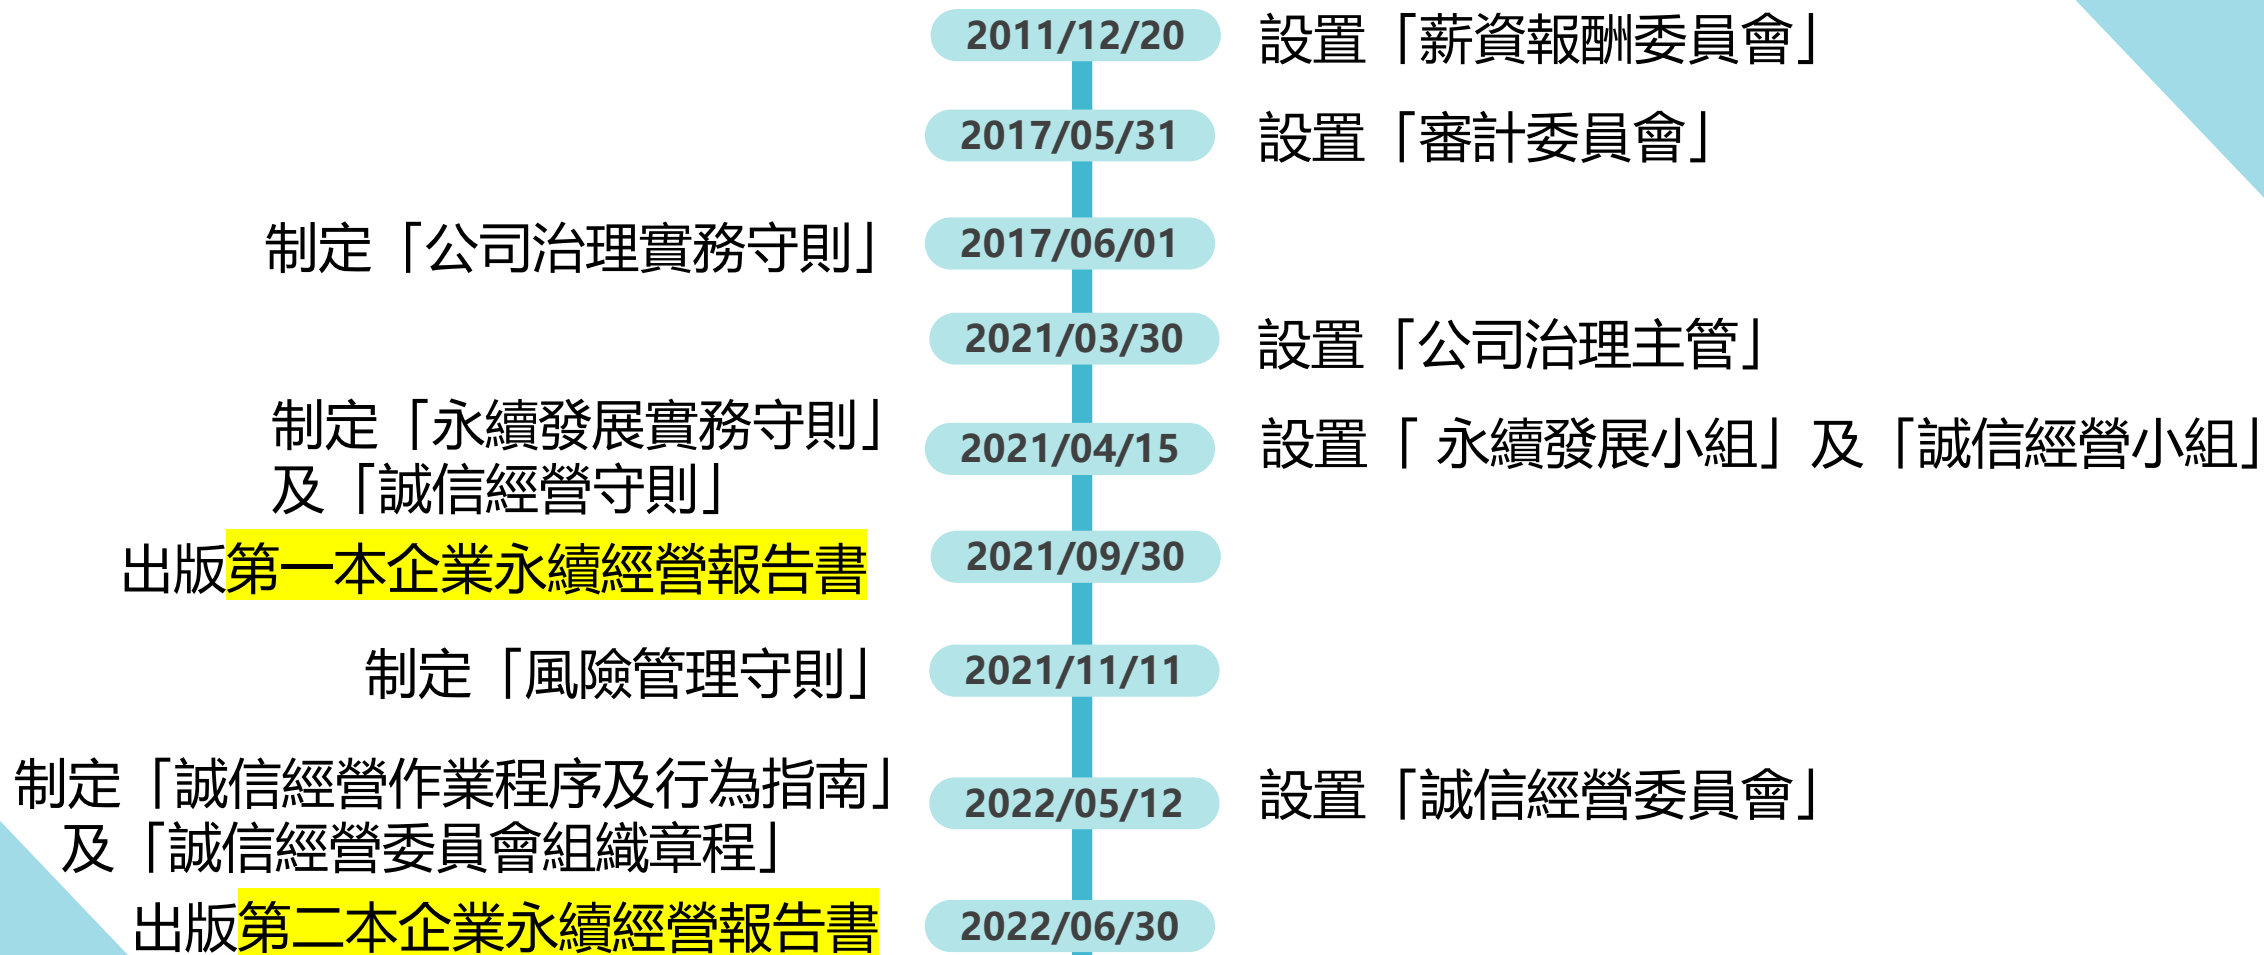 2011/12/20
設置「薪資報酬委員會」
2017/05/31
設置「審計委員會」
制定「公司治理實務守則」
2017/06/01
2021/03/30
設置「公司治理主管」
制定「永續發展實務守則」
及「誠信經營守則」
2021/04/15
設置「 永續發展小組」及「誠信經營小組」
出版第一本企業永續經營報告書
2021/09/30
制定「風險管理守則」
2021/11/11
制定「誠信經營作業程序及行為指南」
及「誠信經營委員會組織章程」
2022/05/12
設置「誠信經營委員會」
出版第二本企業永續經營報告書
2022/06/30